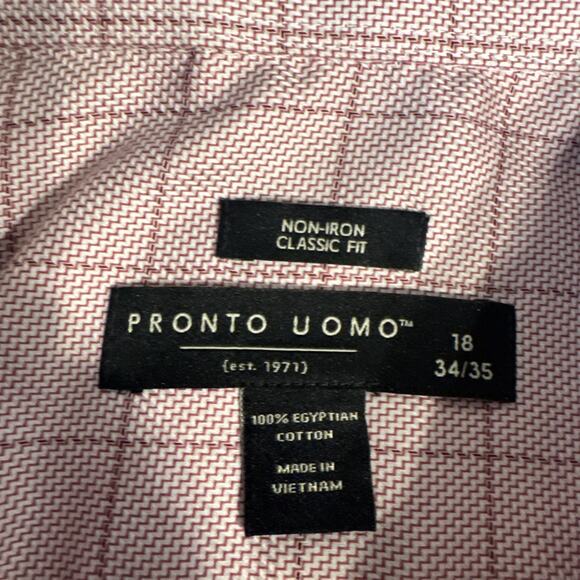 NON-IRON
CLASSIC FIT
PRONTO UOMO™
{est. 1971}
18
34/35
100% EGYPTIAN
COTTON
MADE IN
VIETNAM